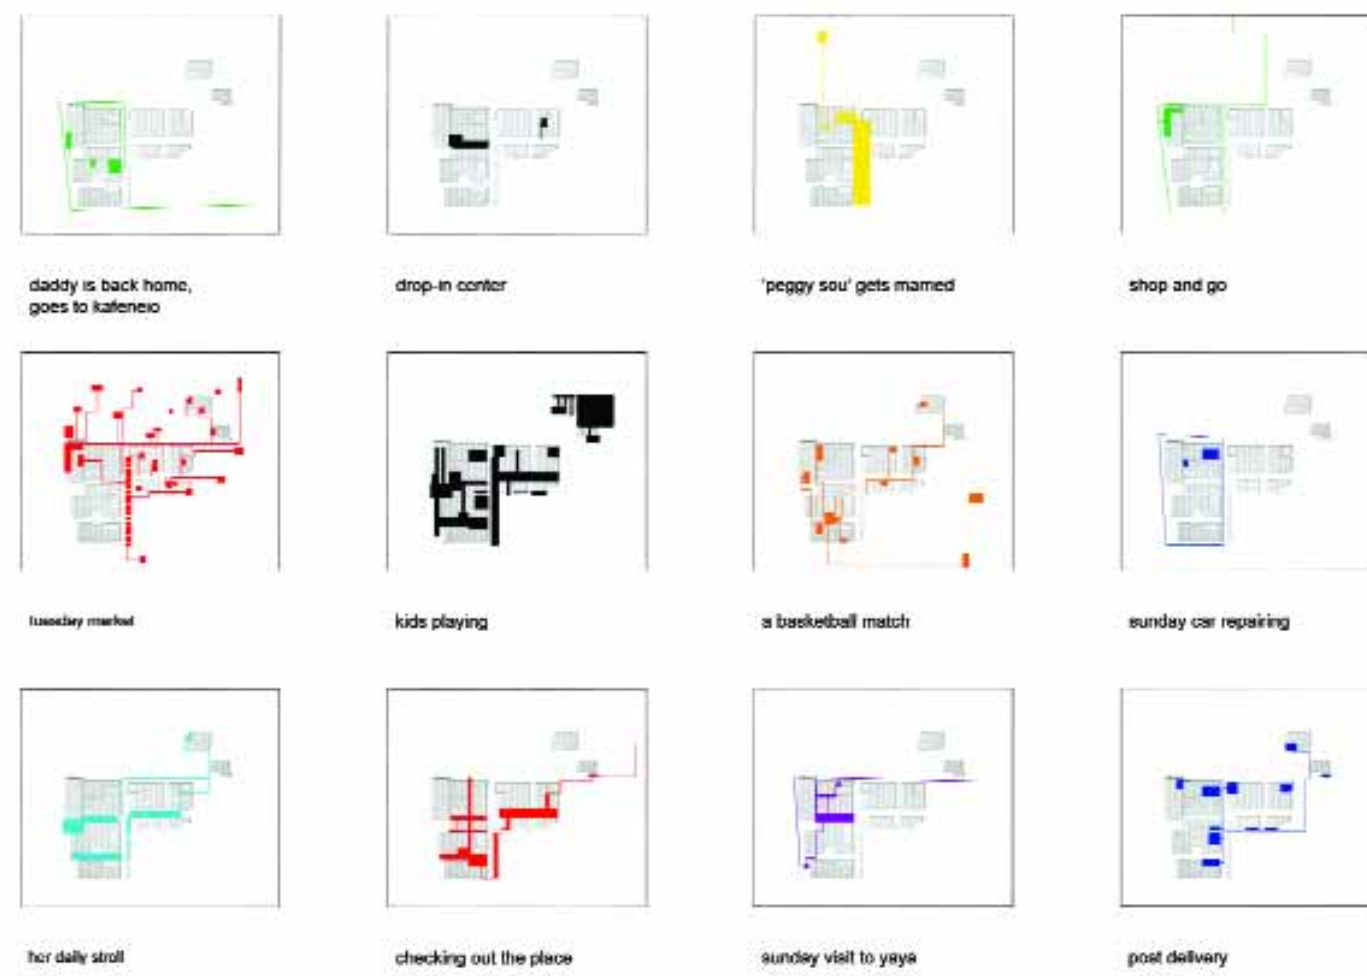 daddy is back home,
goes to kafeneio
drop-in center
'peggy sou' gets married
shop and go
tuesday market
kids playing
a basketball match
sunday car repairing
her daily stroll
checking out the place
sunday visit to yaya
post delivery